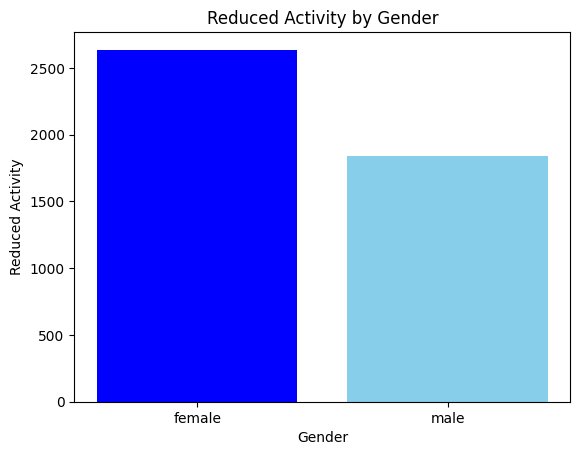 Reduced Activity by Gender
Reduced Activity
2500
2000
1500
1000
500
0
female
male
Gender